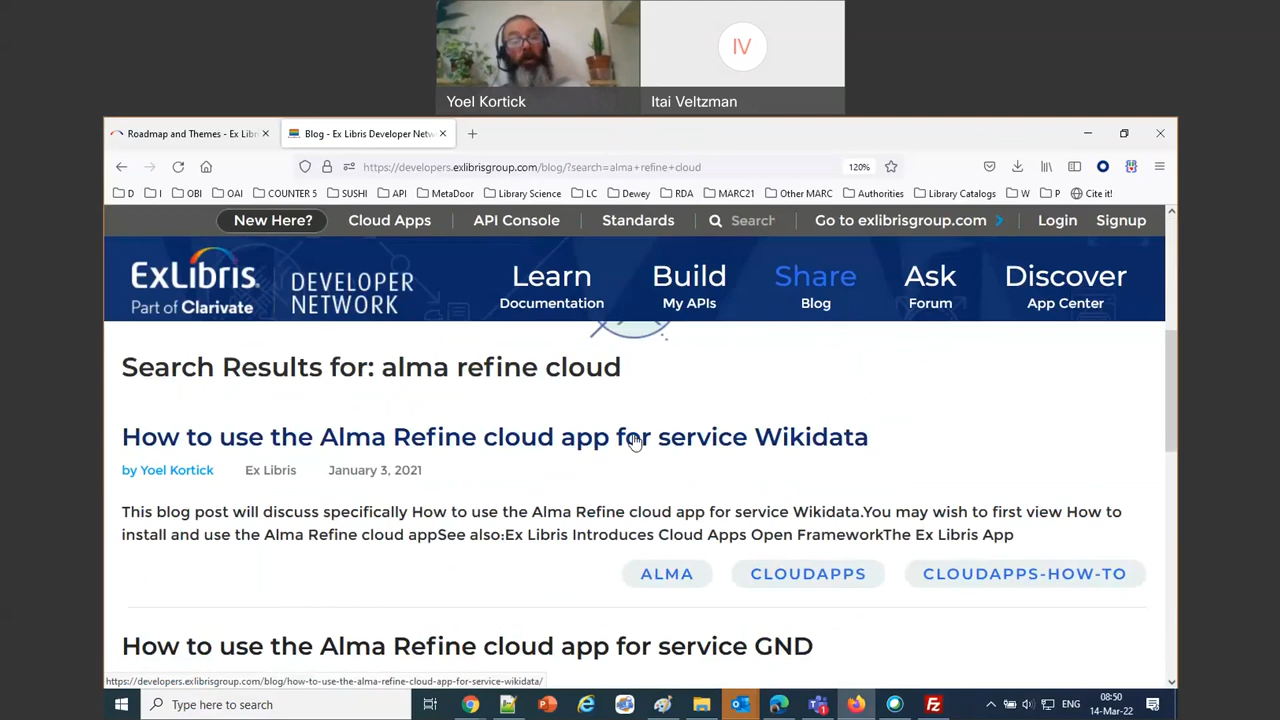 IV
Yoel Kortick
Itai Veltzman
Roadmap and Themes - Ex Libri
Blog - Ex Libris Developer Netw
https://developers.exlibrisgroup.com/blog/?search=alma+refine+cloud
120%
D
I
OBI
OAI
COUNTER 5
SUSHI
API
MetaDoor
Library Science
LC
Dewey
RDA
MARC21
Other MARC
Authorities
Library Catalogs
W
P
Cite it!
New Here?
Cloud Apps
API Console
Standards
Search
Go to exlibrisgroup.com
Login
Signup
ExLibris
Part of Clarivate
DEVELOPER
NETWORK
Learn
Documentation
Build
My APIs
Share
Blog
Ask
Forum
Discover
App Center
Search Results for: alma refine cloud
How to use the Alma Refine cloud app for service Wikidata
by Yoel Kortick Ex Libris January 3, 2021
This blog post will discuss specifically How to use the Alma Refine cloud app for service Wikidata.You may wish to first view How to
install and use the Alma Refine cloud appSee also:Ex Libris Introduces Cloud Apps Open FrameworkThe Ex Libris App
ALMA
CLOUDAPPS
CLOUDAPPS-HOW-TO
How to use the Alma Refine cloud app for service GND
https://developers.exlibrisgroup.com/blog/how-to-use-the-alma-refine-cloud-app-for-service-wikidata/
Type here to search
ENG
08:50
14-Mar-22